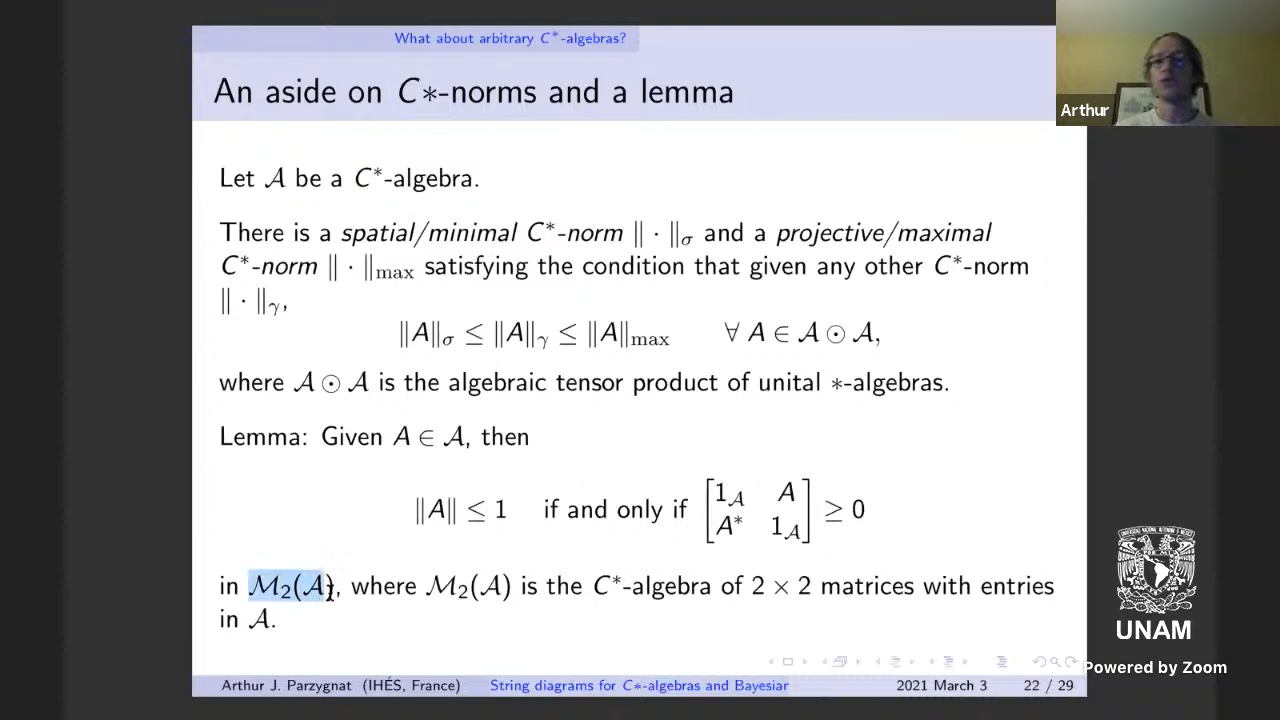 What about arbitrary C*-algebras?
An aside on C∗-norms and a lemma
Arthur
Let 𝒜 be a C*-algebra.
There is a spatial/minimal C*-norm ‖ · ‖σ and a projective/maximal
C*-norm ‖ · ‖max satisfying the condition that given any other C*-norm
‖ · ‖γ,
‖A‖σ ≤ ‖A‖γ ≤ ‖A‖max ∀ A ∈ 𝒜 ⊙ 𝒜,
where 𝒜 ⊙ 𝒜 is the algebraic tensor product of unital ∗-algebras.
Lemma: Given A ∈ 𝒜, then
‖A‖ ≤ 1 if and only if [1𝒜 A; A* 1𝒜] ≥ 0
in ℳ2(𝒜), where ℳ2(𝒜) is the C*-algebra of 2 × 2 matrices with entries
in 𝒜.
UNAM
Powered by Zoom
Arthur J. Parzygnat (IHÉS, France) String diagrams for C∗-algebras and Bayesiar 2021 March 3 22 / 29